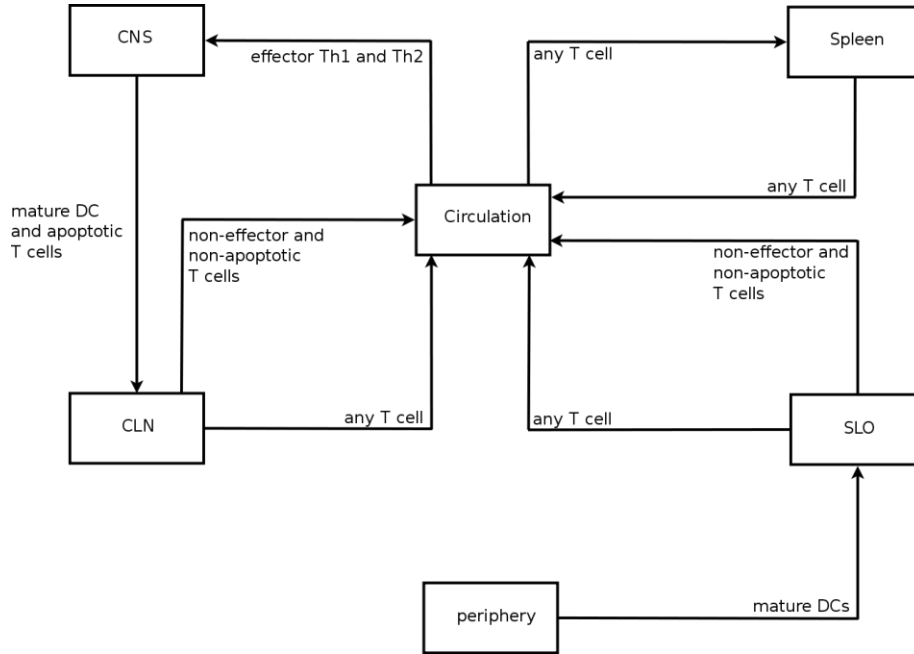 CNS
Spleen
effector Th1 and Th2
any T cell
any T cell
Circulation
mature DC
and apoptotic
T cells
non-effector and
non-apoptotic
T cells
non-effector and
non-apoptotic
T cells
CLN
any T cell
any T cell
SLO
periphery
mature DCs